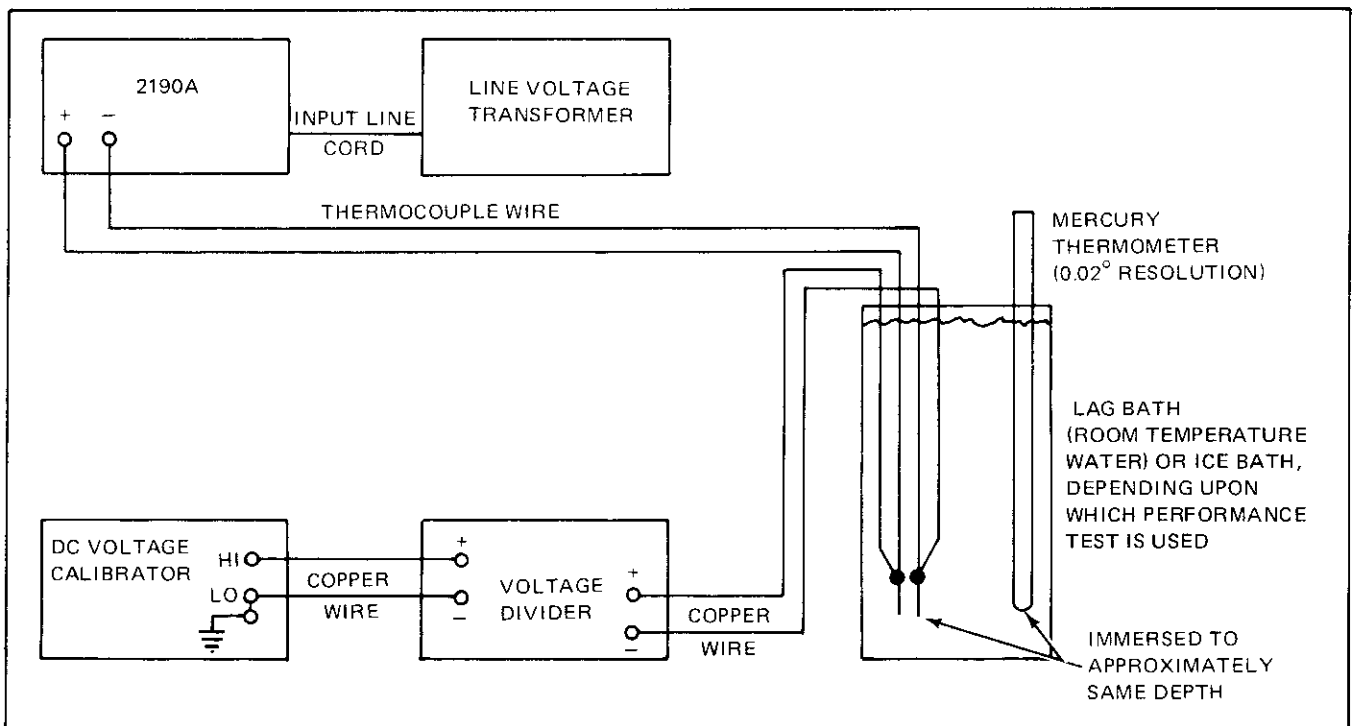 2190A
+ −
INPUT LINE
CORD
LINE VOLTAGE
TRANSFORMER
THERMOCOUPLE WIRE
MERCURY
THERMOMETER
(0.02° RESOLUTION)
LAG BATH
(ROOM TEMPERATURE
WATER) OR ICE BATH,
DEPENDING UPON
WHICH PERFORMANCE
TEST IS USED
DC VOLTAGE
CALIBRATOR
HI
LO
COPPER
WIRE
+
−
VOLTAGE
DIVIDER
+
−
COPPER
WIRE
IMMERSED TO
APPROXIMATELY
SAME DEPTH